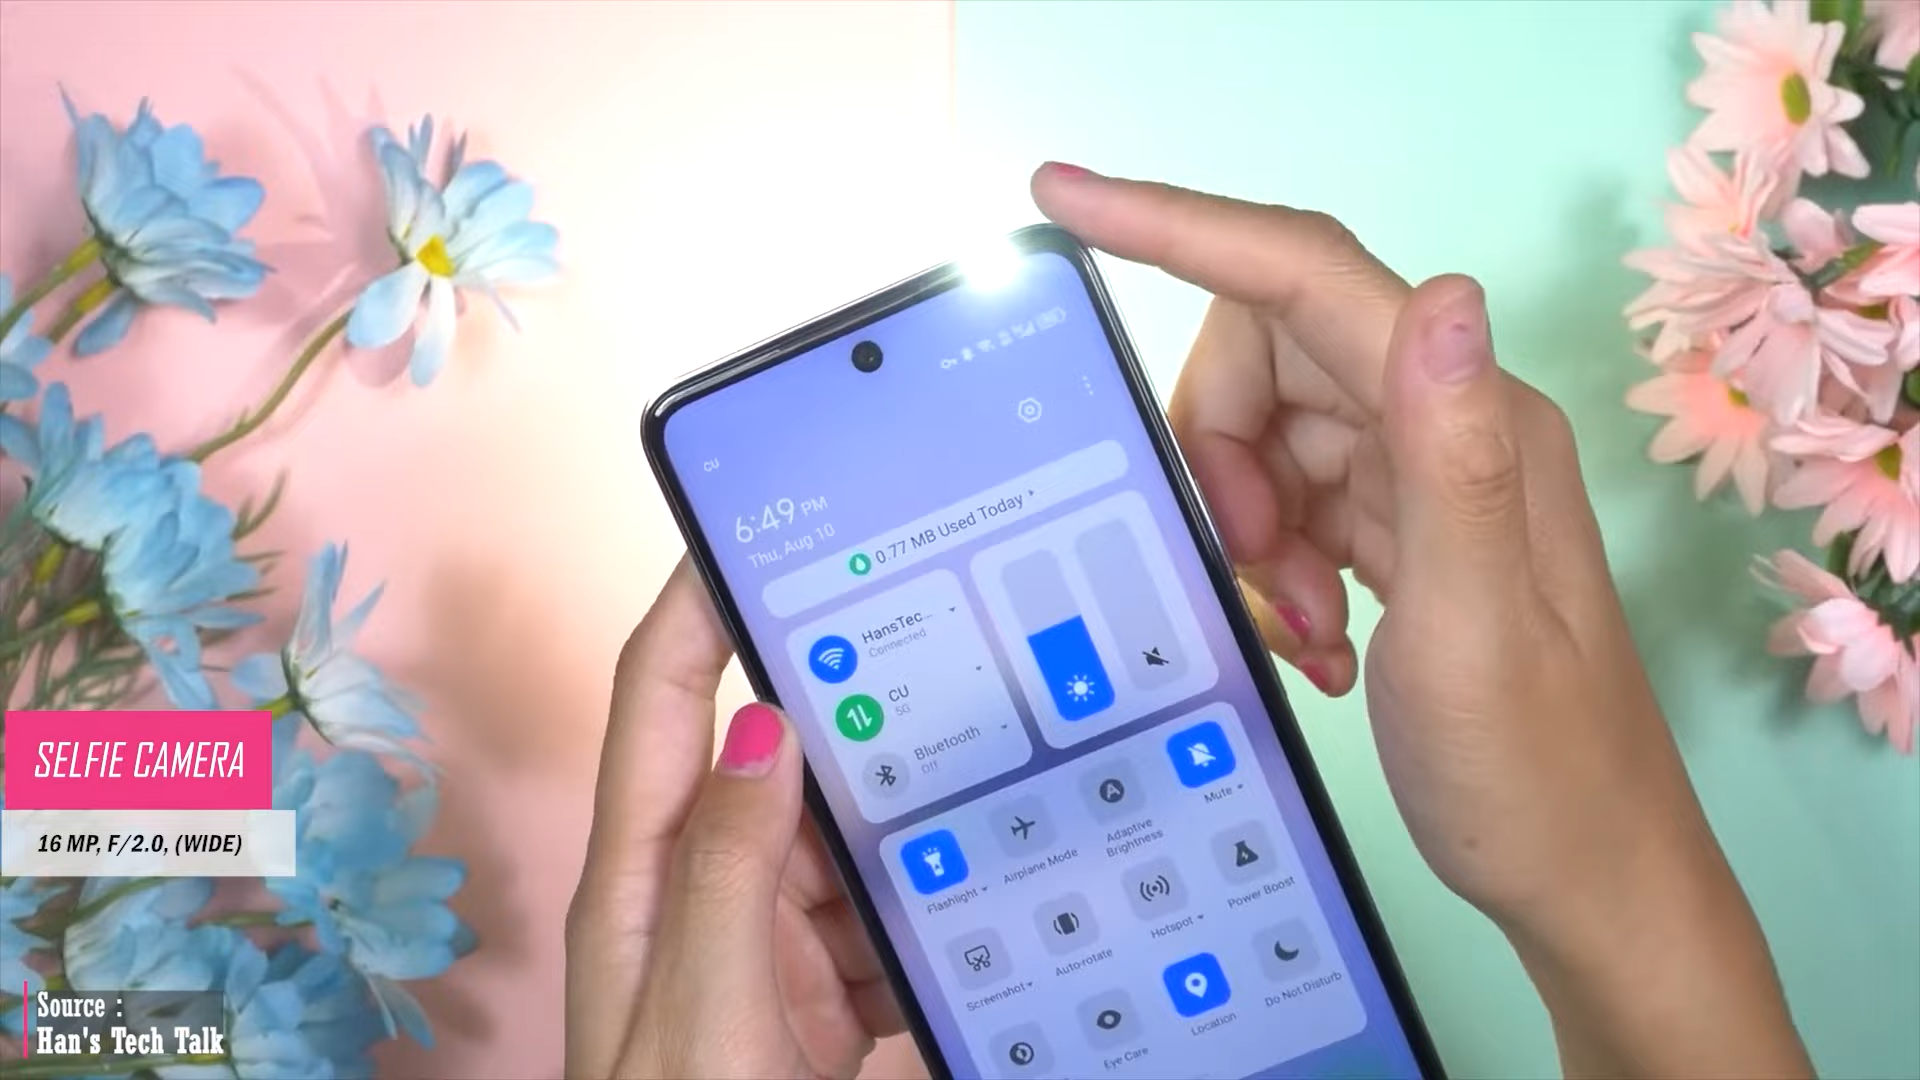 CU
6:49 PM
Thu, Aug 10
0.77 MB Used Today
HansTec...
Connected
CU
5G
Bluetooth
Off
Mute
Adaptive
Brightness
Airplane Mode
Flashlight
Power Boost
Hotspot
Auto-rotate
Screenshot
Do Not Disturb
Location
Eye Care
SELFIE CAMERA
16 MP, F/2.0, (WIDE)
Source :
Han's Tech Talk